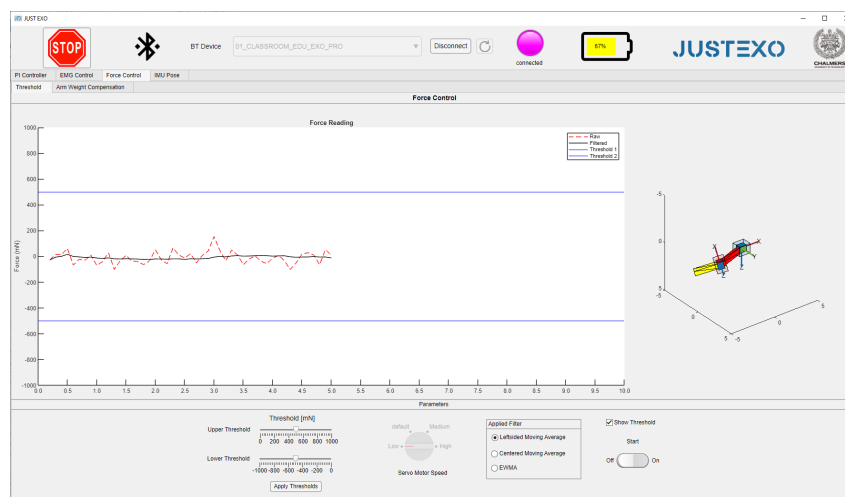 JUST EXO
STOP
BT Device
01_CLASSROOM_EDU_EXO_PRO
Disconnect
connected
67%
JUSTEXO
CHALMERS
PI Controller EMG Control Force Control IMU Pose
Threshold Arm Weight Compensation
Force Control
Force Reading
Raw
Filtered
Threshold 1
Threshold 2
Force (mN)
1000
800
600
400
200
0
-200
-400
-600
-800
-1000
0.0 0.5 1.0 1.5 2.0 2.5 3.0 3.5 4.0 4.5 5.0 5.5 6.0 6.5 7.0 7.5 8.0 8.5 9.0 9.5 10.0
-5
0
5
-5
0
5
-5
0
5
X
X
Y
Z
Z
Parameters
Threshold [mN]
Upper Threshold
0 200 400 600 800 1000
Lower Threshold
-1000 -800 -600 -400 -200 0
Apply Thresholds
default Medium
Low High
Servo Motor Speed
Applied Filter
Leftsided Moving Average
Centered Moving Average
EWMA
Show Threshold
Start
Off On